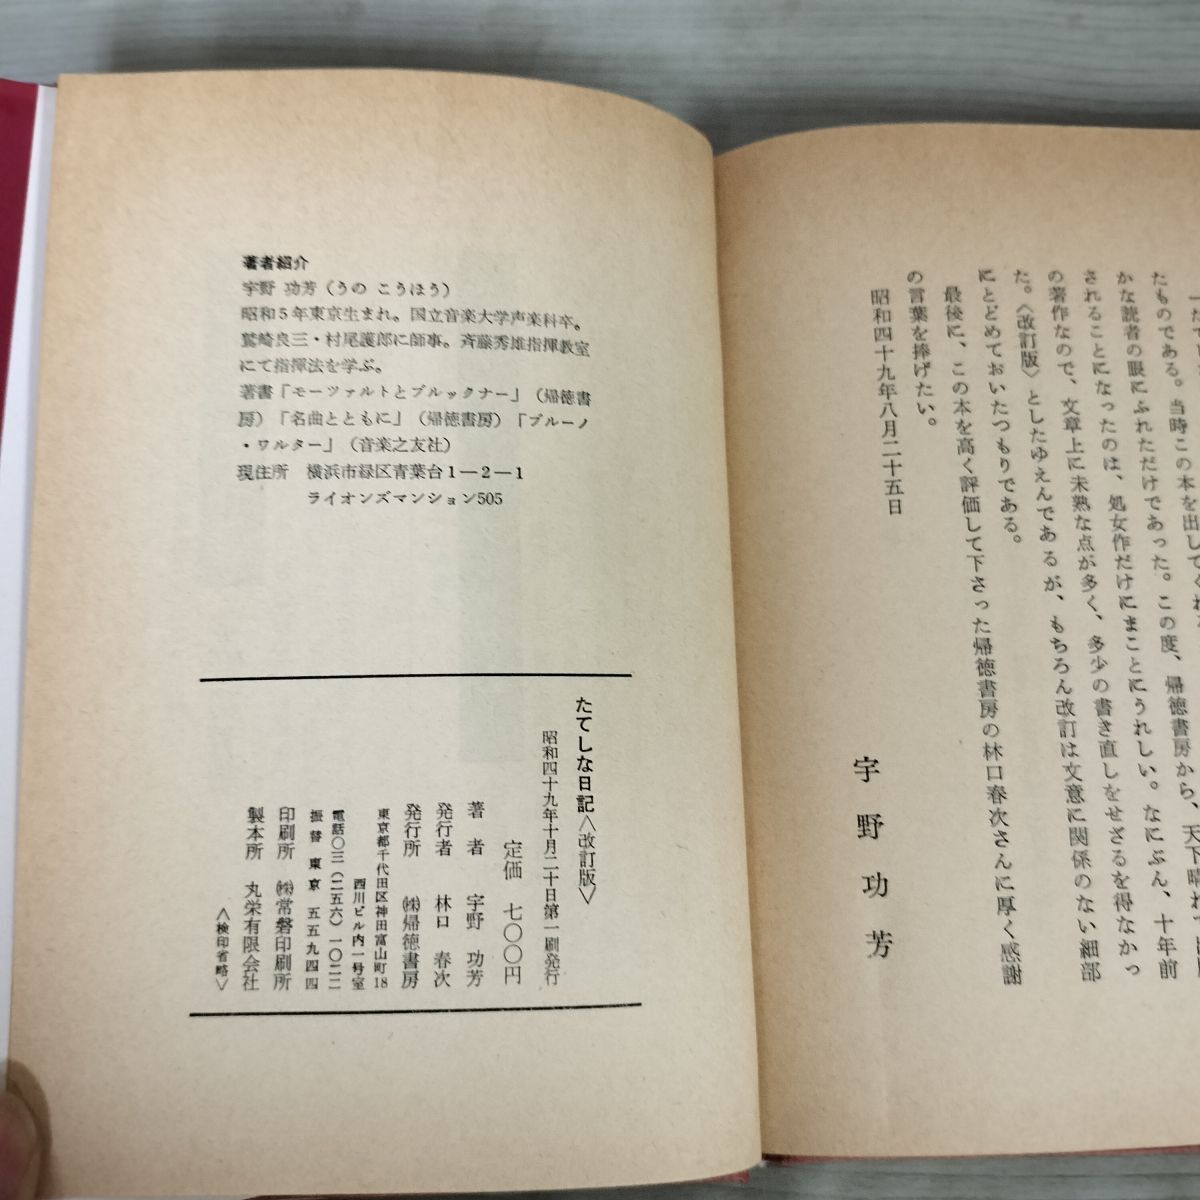 たものである。当時この本を出してくれ
かな読者の眼にふれただけであった。この度、帰徳書房から、天下晴れて
されることになったのは、処女作だけにまことにうれしい。なにぶん、十年前
の著作なので、文章上に未熟な点が多く、多少の書き直しをせざるを得なかっ
た。〈改訂版〉としたゆえんであるが、もちろん改訂は文意に関係のない細部
にとどめておいたつもりである。
最後に、この本を高く評価して下さった帰徳書房の林口春次さんに厚く感謝
の言葉を捧げたい。
昭和四十九年八月二十五日
宇野功芳
著者紹介
宇野 功芳（うの こうほう）
昭和5年東京生まれ。国立音楽大学声楽科卒。
鷲崎良三・村尾護郎に師事。斉藤秀雄指揮教室
にて指揮法を学ぶ。
著書「モーツァルトとブルックナー」（帰徳書
房）「名曲とともに」（帰徳書房）「ブルーノ
・ワルター」（音楽之友社）
現住所 横浜市緑区青葉台1－2－1
ライオンズマンション505
たてしな日記〈改訂版〉
昭和四十九年十月二十日第一刷発行
定価 七〇〇円
著者 宇野 功芳
発行者 林口 春次
発行所 ㈱帰徳書房
東京都千代田区神田富山町18
西川ビル内一号室
電話〇三（二五六）一〇二二
振替 東京 五五九四四
印刷所 ㈱常磐印刷所
製本所 丸栄有限会社
〈検印省略〉